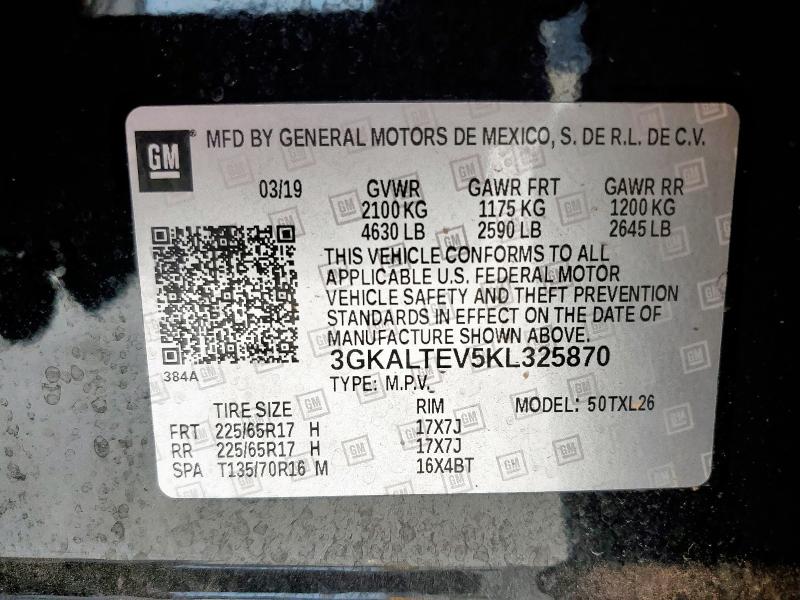 GM ® MFD BY GENERAL MOTORS DE MEXICO, S. DE R.L. DE C.V.
03/19 GVWR GAWR FRT GAWR RR
2100 KG 1175 KG 1200 KG
4630 LB 2590 LB 2645 LB
THIS VEHICLE CONFORMS TO ALL
APPLICABLE U.S. FEDERAL MOTOR
VEHICLE SAFETY AND THEFT PREVENTION
STANDARDS IN EFFECT ON THE DATE OF
MANUFACTURE SHOWN ABOVE.
3GKALTEV5KL325870
384A
TYPE: M.P.V.
TIRE SIZE RIM MODEL: 50TXL26
FRT 225/65R17 H 17X7J
RR 225/65R17 H 17X7J
SPA T135/70R16 M 16X4BT